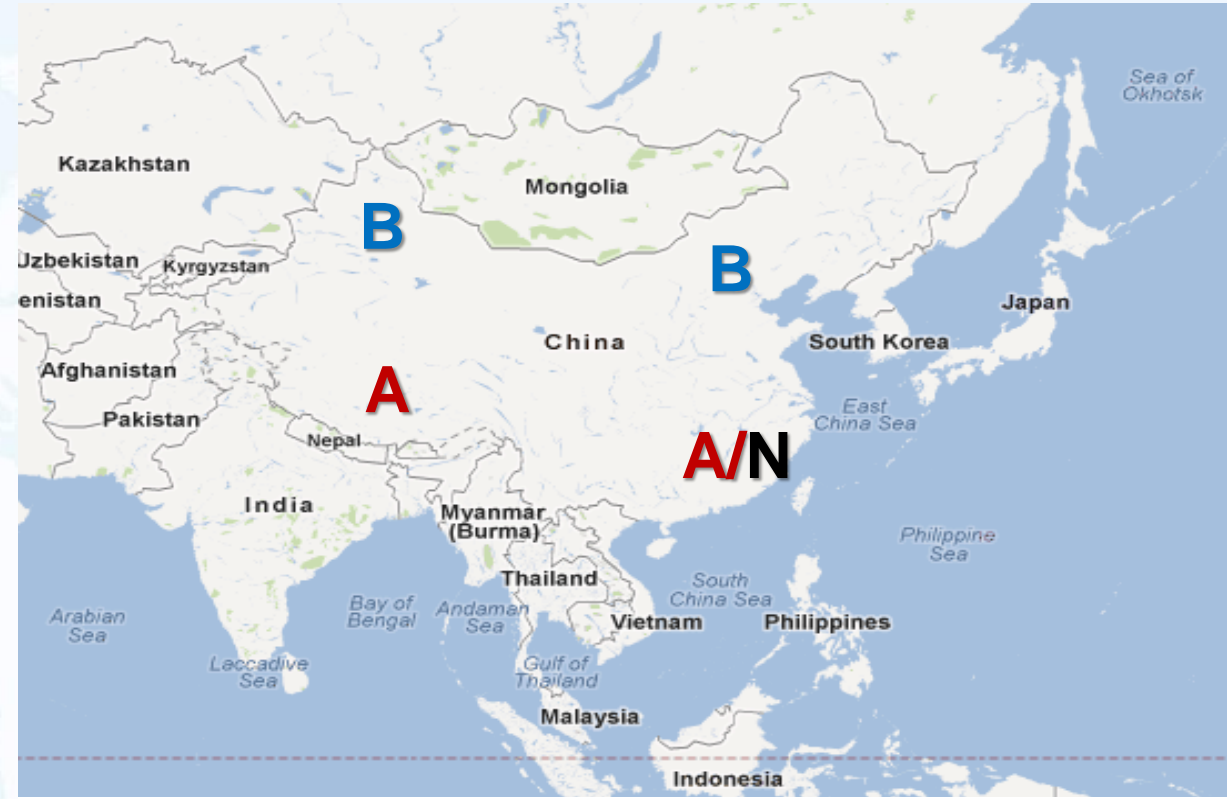 Sea of
Okhotsk
Kazakhstan
Mongolia
B
B
Uzbekistan
Kyrgyzstan
enistan
Japan
China
South Korea
Afghanistan
A
Pakistan
East
China Sea
Nepal
A/N
India
Myanmar
(Burma)
Philippine
Sea
Thailand
South
China Sea
Bay of
Bengal
Andaman
Sea
Arabian
Sea
Vietnam
Philippines
Laccadive
Sea
Gulf of
Thailand
Malaysia
Indonesia